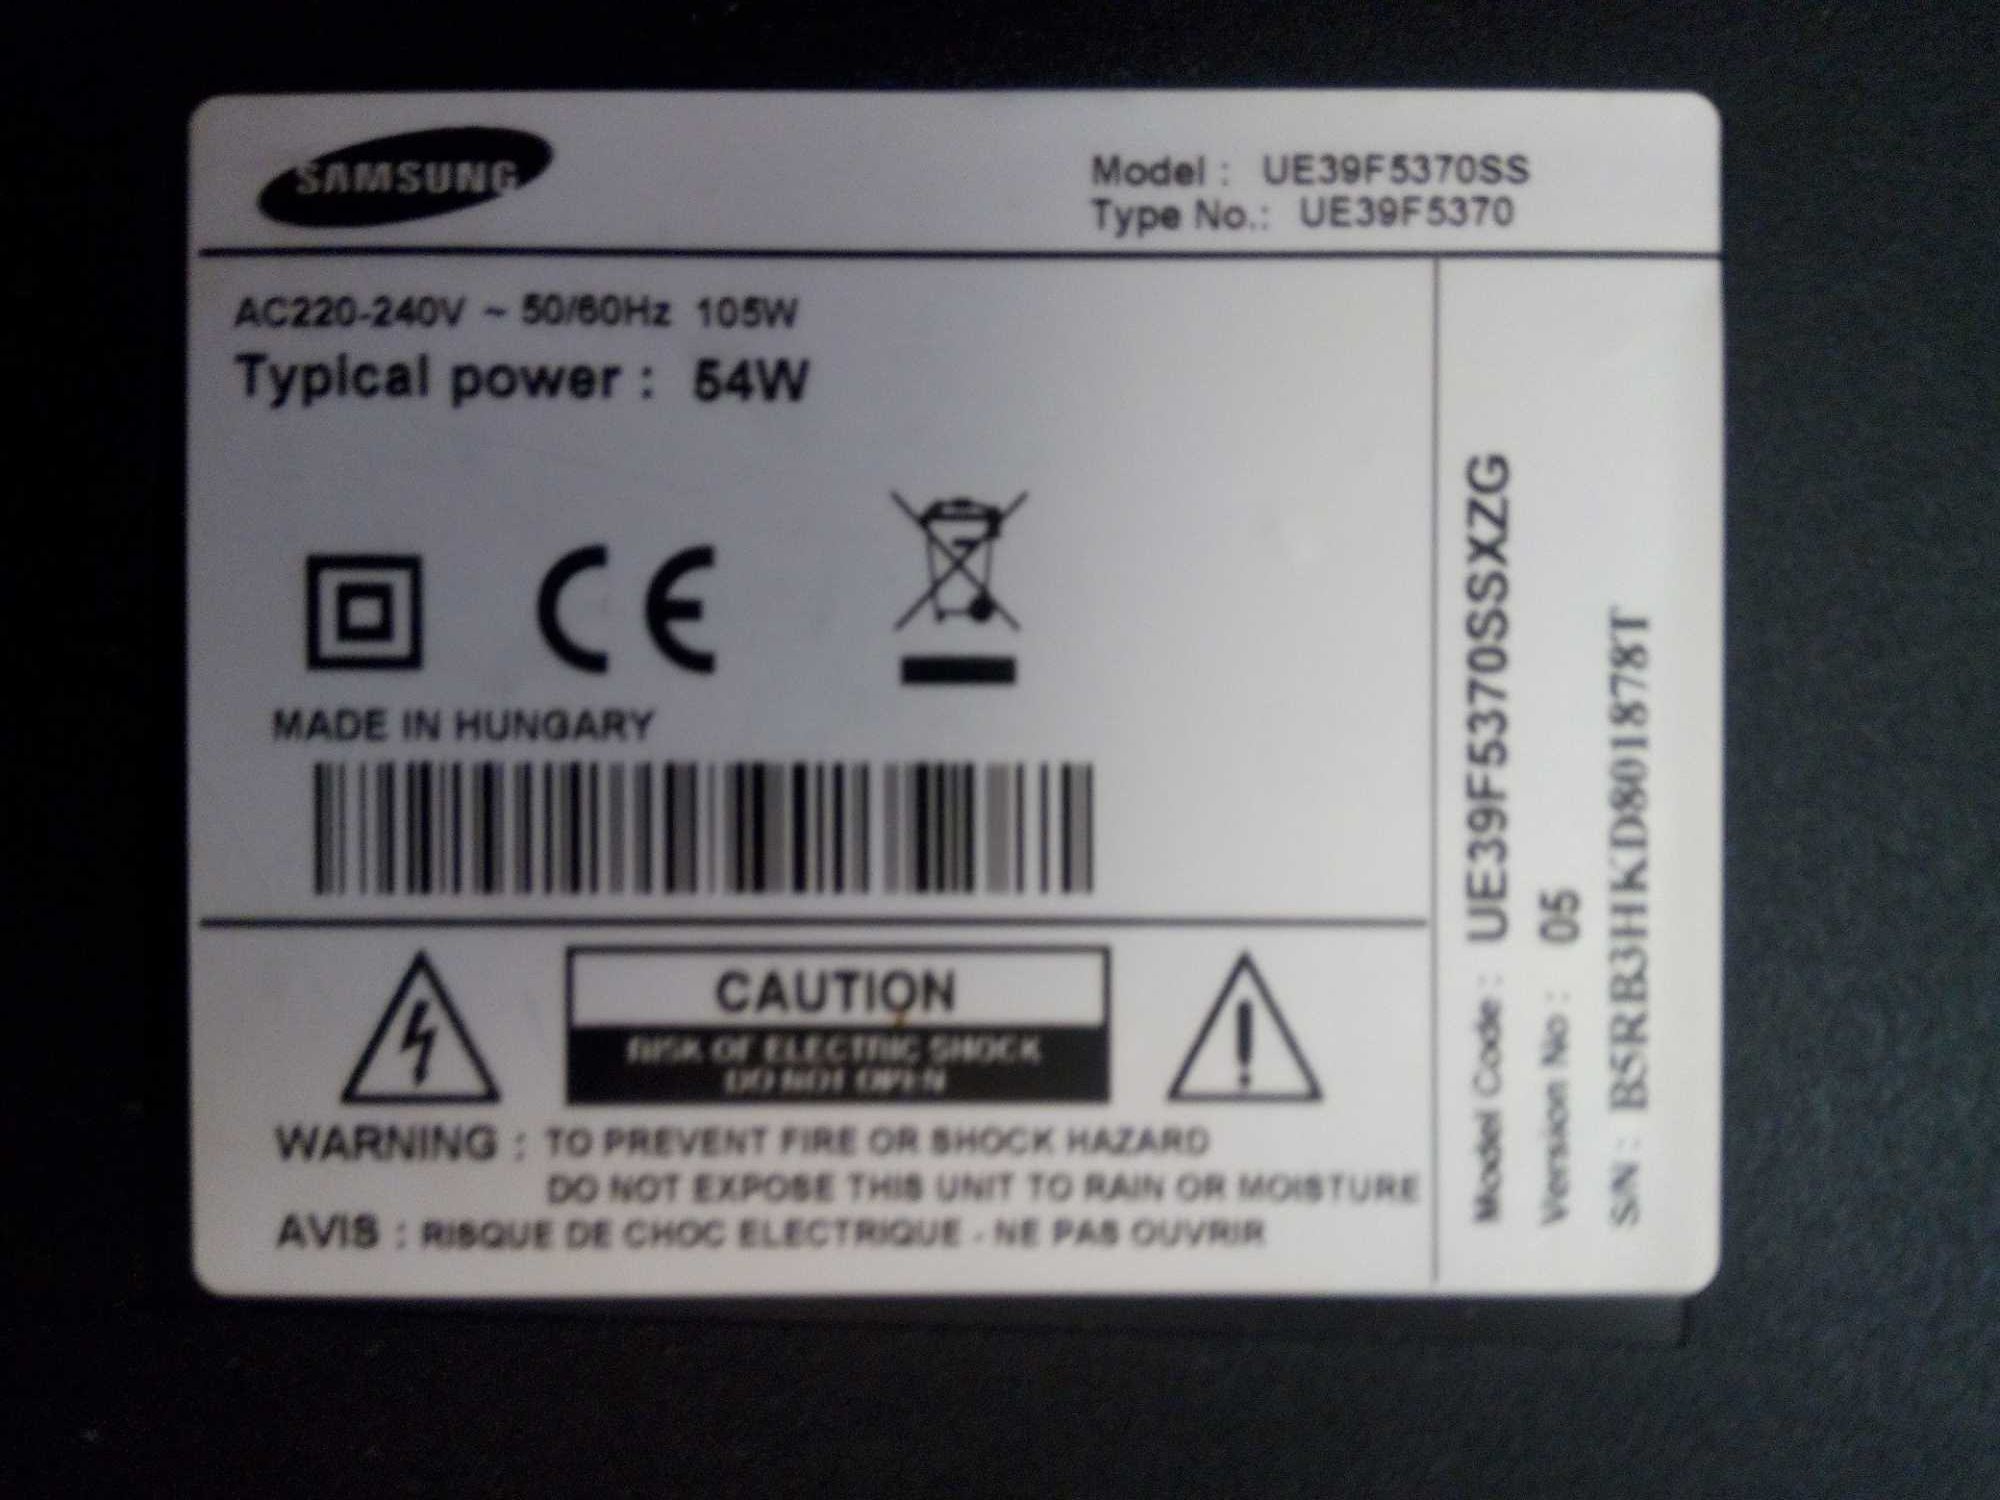 SAMSUNG
Model : UE39F5370SS
Type No.: UE39F5370
AC220-240V ~ 50/60Hz 105W
Typical power : 54W
MADE IN HUNGARY
CAUTION
RISK OF ELECTRIC SHOCK
DO NOT OPEN
WARNING : TO PREVENT FIRE OR SHOCK HAZARD
DO NOT EXPOSE THIS UNIT TO RAIN OR MOISTURE
AVIS : RISQUE DE CHOC ELECTRIQUE - NE PAS OUVRIR
Model Code : UE39F5370SSXZG
Version No : 05
S/N : B5RB3HKD801878T